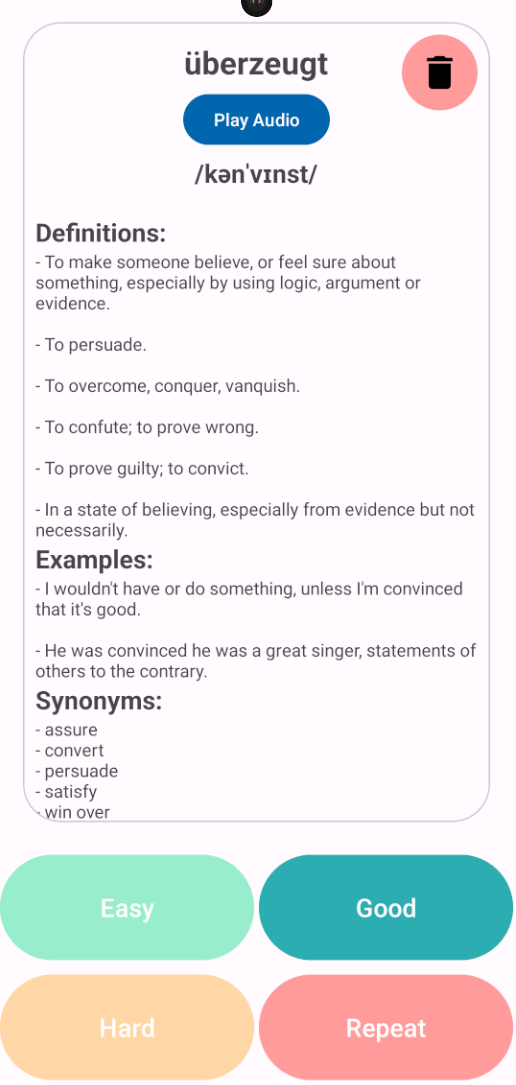 überzeugt
Play Audio
/kənˈvɪnst/
Definitions:
- To make someone believe, or feel sure about
something, especially by using logic, argument or
evidence.
- To persuade.
- To overcome, conquer, vanquish.
- To confute; to prove wrong.
- To prove guilty; to convict.
- In a state of believing, especially from evidence but not
necessarily.
Examples:
- I wouldn't have or do something, unless I'm convinced
that it's good.
- He was convinced he was a great singer, statements of
others to the contrary.
Synonyms:
- assure
- convert
- persuade
- satisfy
- win over
Easy
Good
Hard
Repeat